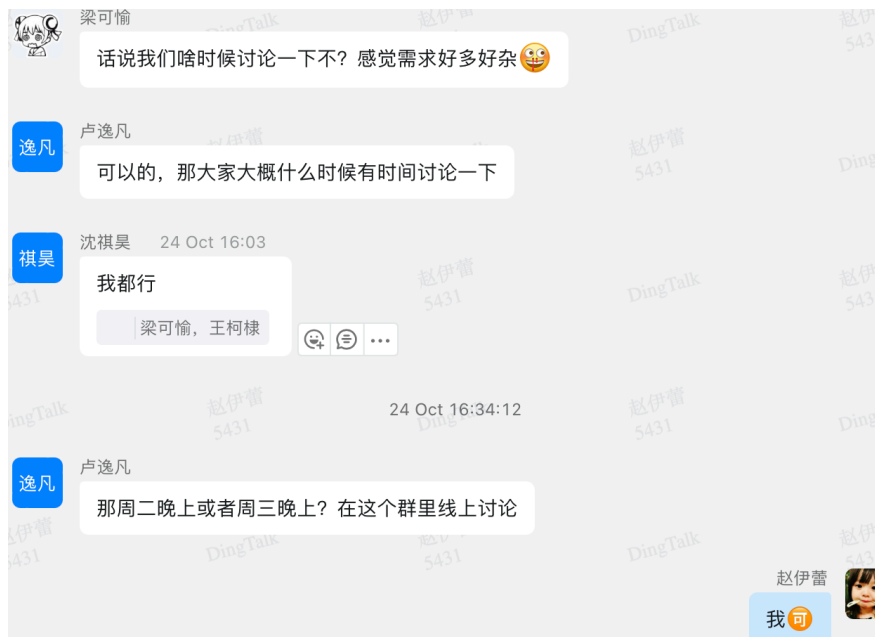 梁可愉
话说我们啥时候讨论一下不？感觉需求好多好杂
卢逸凡
逸凡
可以的，那大家大概什么时候有时间讨论一下
沈祺昊 24 Oct 16:03
祺昊
我都行
梁可愉，王柯棣
24 Oct 16:34:12
卢逸凡
逸凡
那周二晚上或者周三晚上？在这个群里线上讨论
赵伊蕾
我可
赵伊蕾
5431
DingTalk